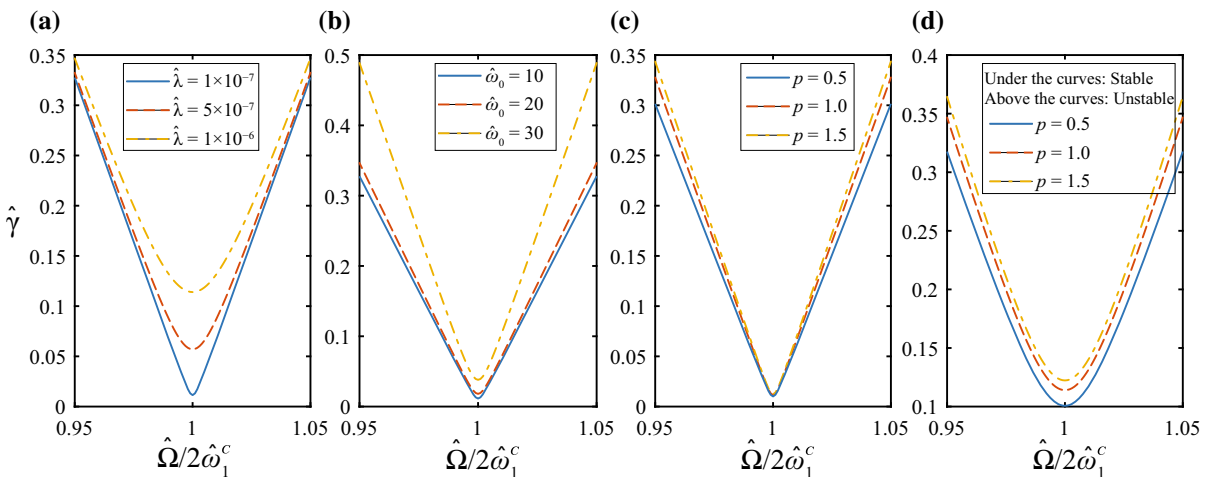 (a)
0.35
0.3
0.25
0.2
0.15
0.1
0.05
0
0.95
1
1.05
λ̂ = 1×10⁻⁷
λ̂ = 5×10⁻⁷
λ̂ = 1×10⁻⁶
γ̂
Ω̂/2ω̂₁ᶜ
(b)
0.5
0.4
0.3
0.2
0.1
0
0.95
1
1.05
ω̂₀ = 10
ω̂₀ = 20
ω̂₀ = 30
Ω̂/2ω̂₁ᶜ
(c)
0.35
0.3
0.25
0.2
0.15
0.1
0.05
0
0.95
1
1.05
p = 0.5
p = 1.0
p = 1.5
Ω̂/2ω̂₁ᶜ
(d)
0.4
0.35
0.3
0.25
0.2
0.15
0.1
0.95
1
1.05
Under the curves: Stable
Above the curves: Unstable
p = 0.5
p = 1.0
p = 1.5
Ω̂/2ω̂₁ᶜ